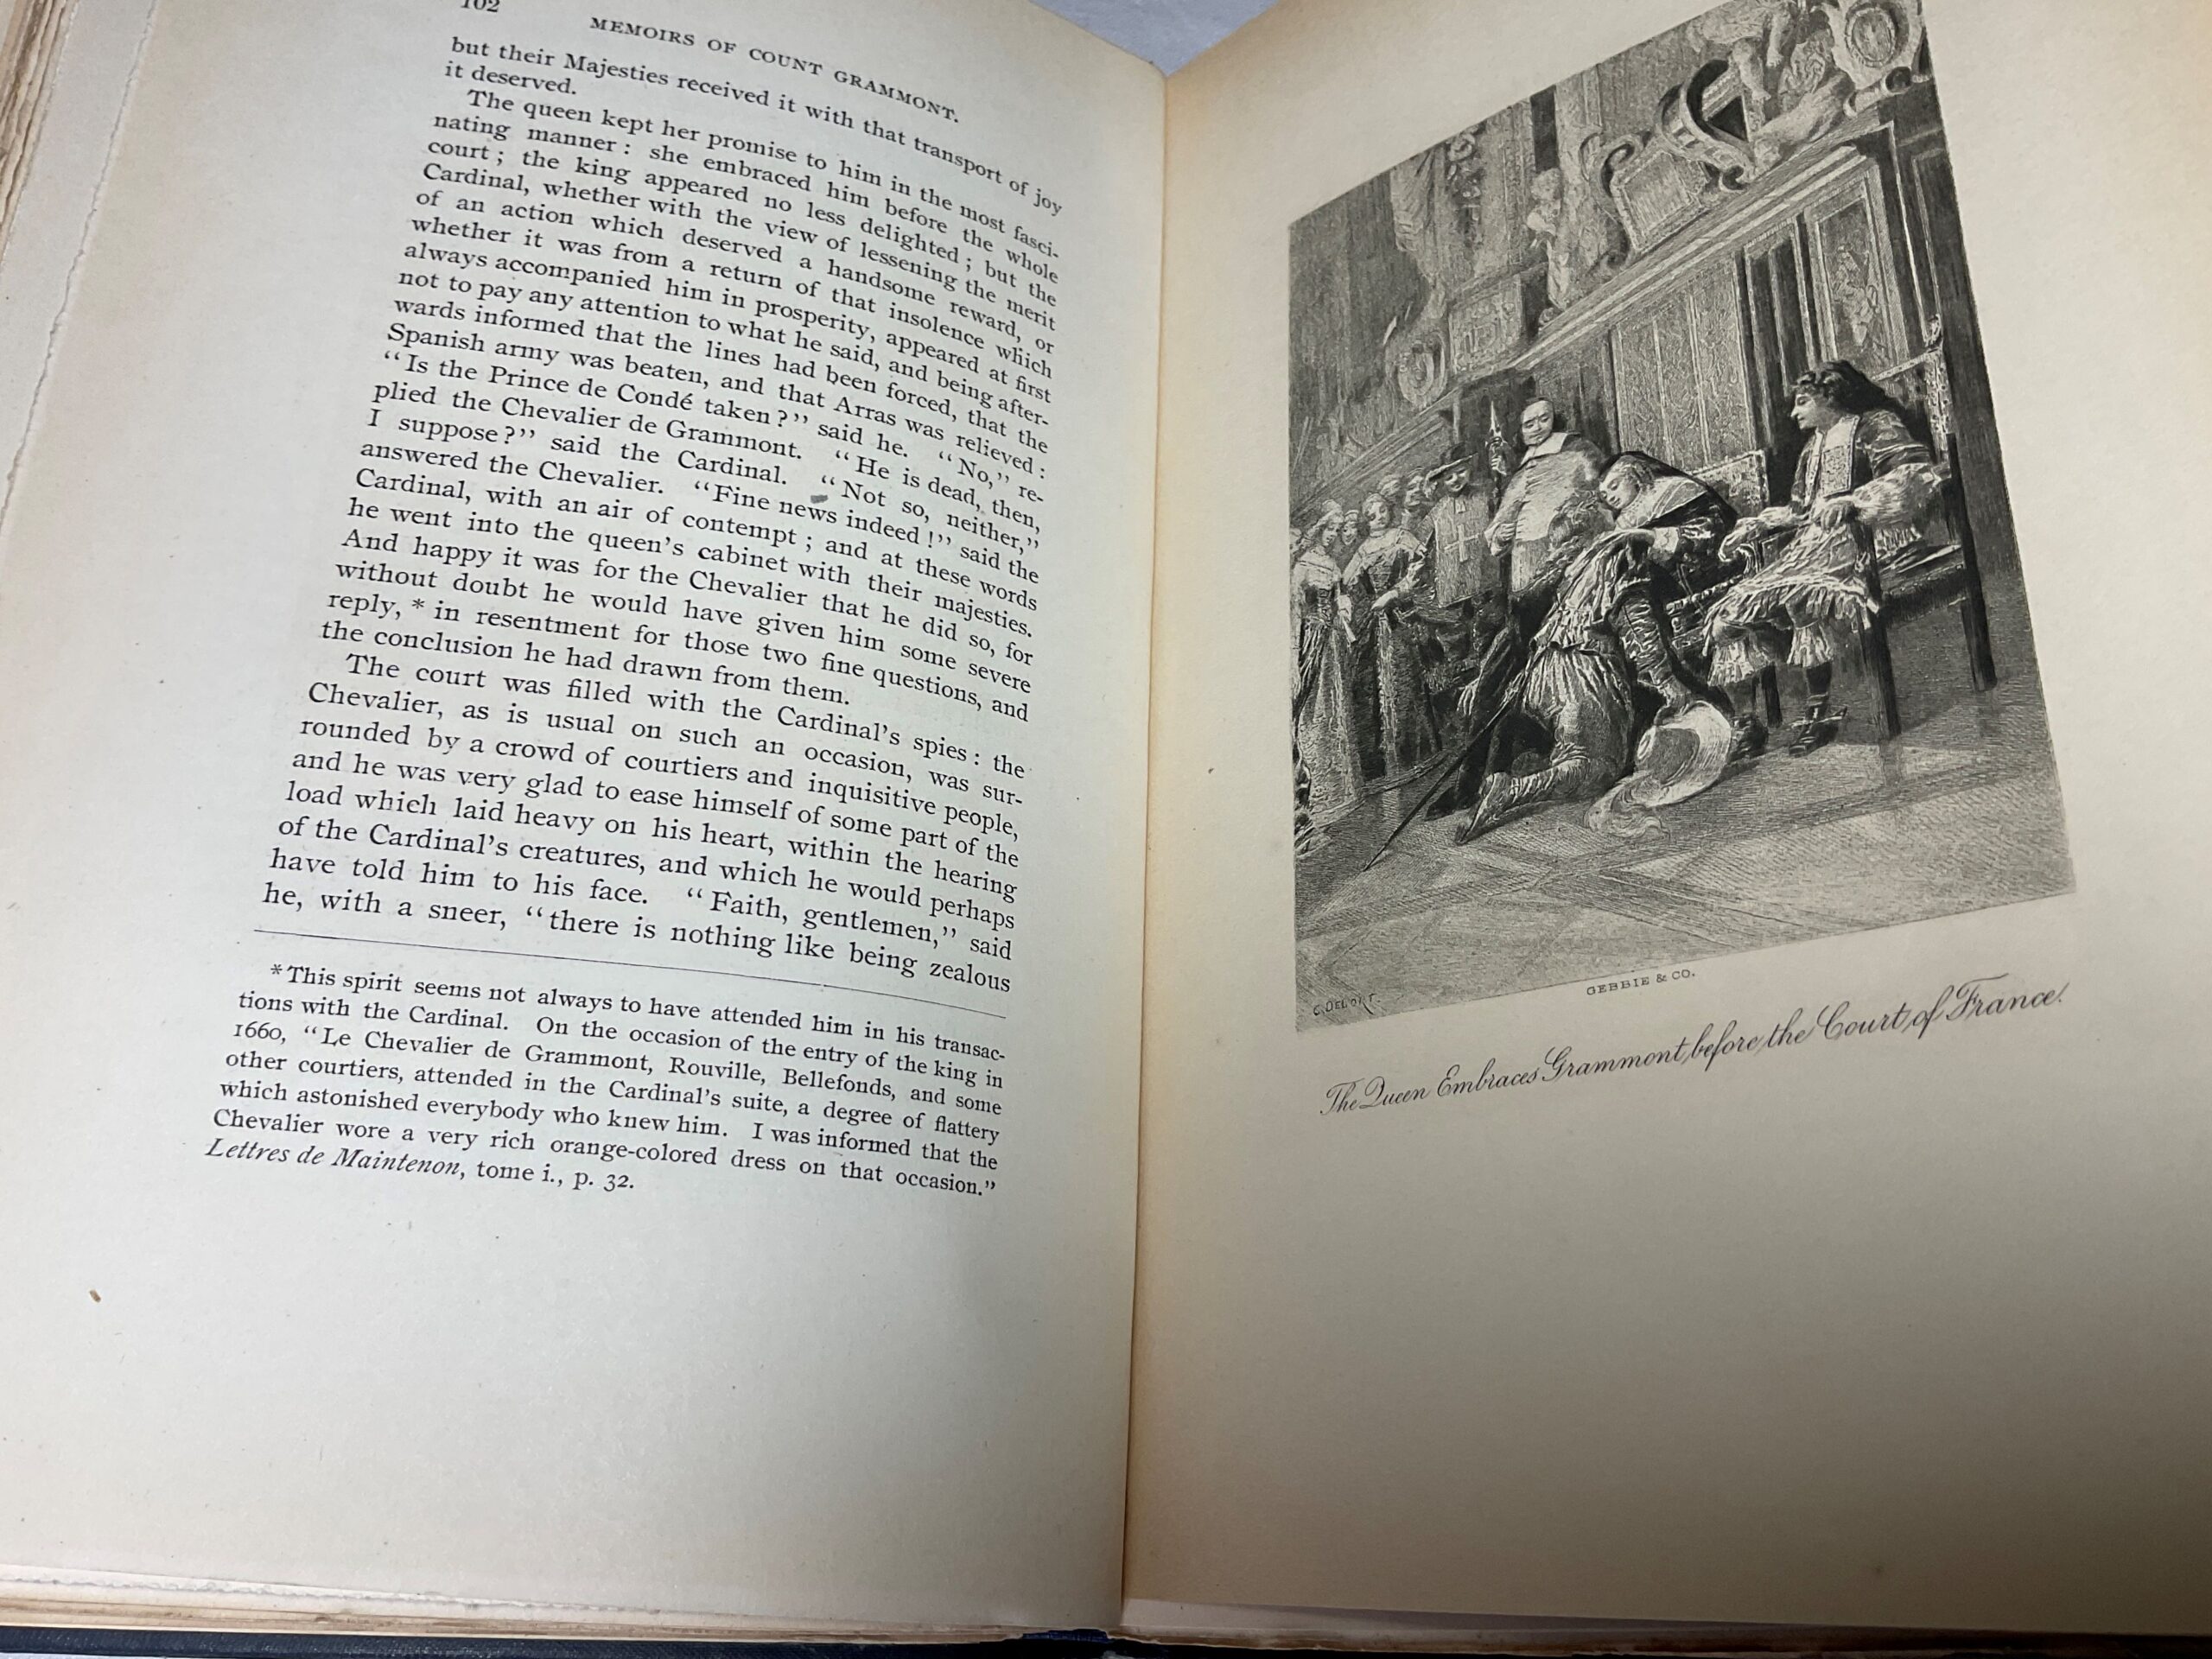 102
MEMOIRS OF COUNT GRAMMONT.
but their Majesties received it with that transport of joy
it deserved.
The queen kept her promise to him in the most fasci-
nating manner: she embraced him before the whole
court; the king appeared no less delighted; but the
Cardinal, whether with the view of lessening the merit
of an action which deserved a handsome reward, or
whether it was from a return of that insolence which
always accompanied him in prosperity, appeared at first
not to pay any attention to what he said, and being after-
wards informed that the lines had been forced, that the
Spanish army was beaten, and that Arras was relieved:
“Is the Prince de Condé taken?” said he. “No,” re-
plied the Chevalier de Grammont. “He is dead, then,
I suppose?” said the Cardinal. “Not so, neither,”
answered the Chevalier. “Fine news indeed!” said the
Cardinal, with an air of contempt; and at these words
he went into the queen’s cabinet with their majesties.
And happy it was for the Chevalier that he did so, for
without doubt he would have given him some severe
reply,* in resentment for those two fine questions, and
the conclusion he had drawn from them.
The court was filled with the Cardinal’s spies: the
Chevalier, as is usual on such an occasion, was sur-
rounded by a crowd of courtiers and inquisitive people,
and he was very glad to ease himself of some part of the
load which laid heavy on his heart, within the hearing
of the Cardinal’s creatures, and which he would perhaps
have told him to his face. “Faith, gentlemen,” said
he, with a sneer, “there is nothing like being zealous
*This spirit seems not always to have attended him in his transac-
tions with the Cardinal. On the occasion of the entry of the king in
1660, “Le Chevalier de Grammont, Rouville, Bellefonds, and some
other courtiers, attended in the Cardinal’s suite, a degree of flattery
which astonished everybody who knew him. I was informed that the
Chevalier wore a very rich orange-colored dress on that occasion.”
Lettres de Maintenon, tome i., p. 32.
C. DELORT.
GEBBIE & CO.
The Queen Embraces Grammont, before the Court of France.